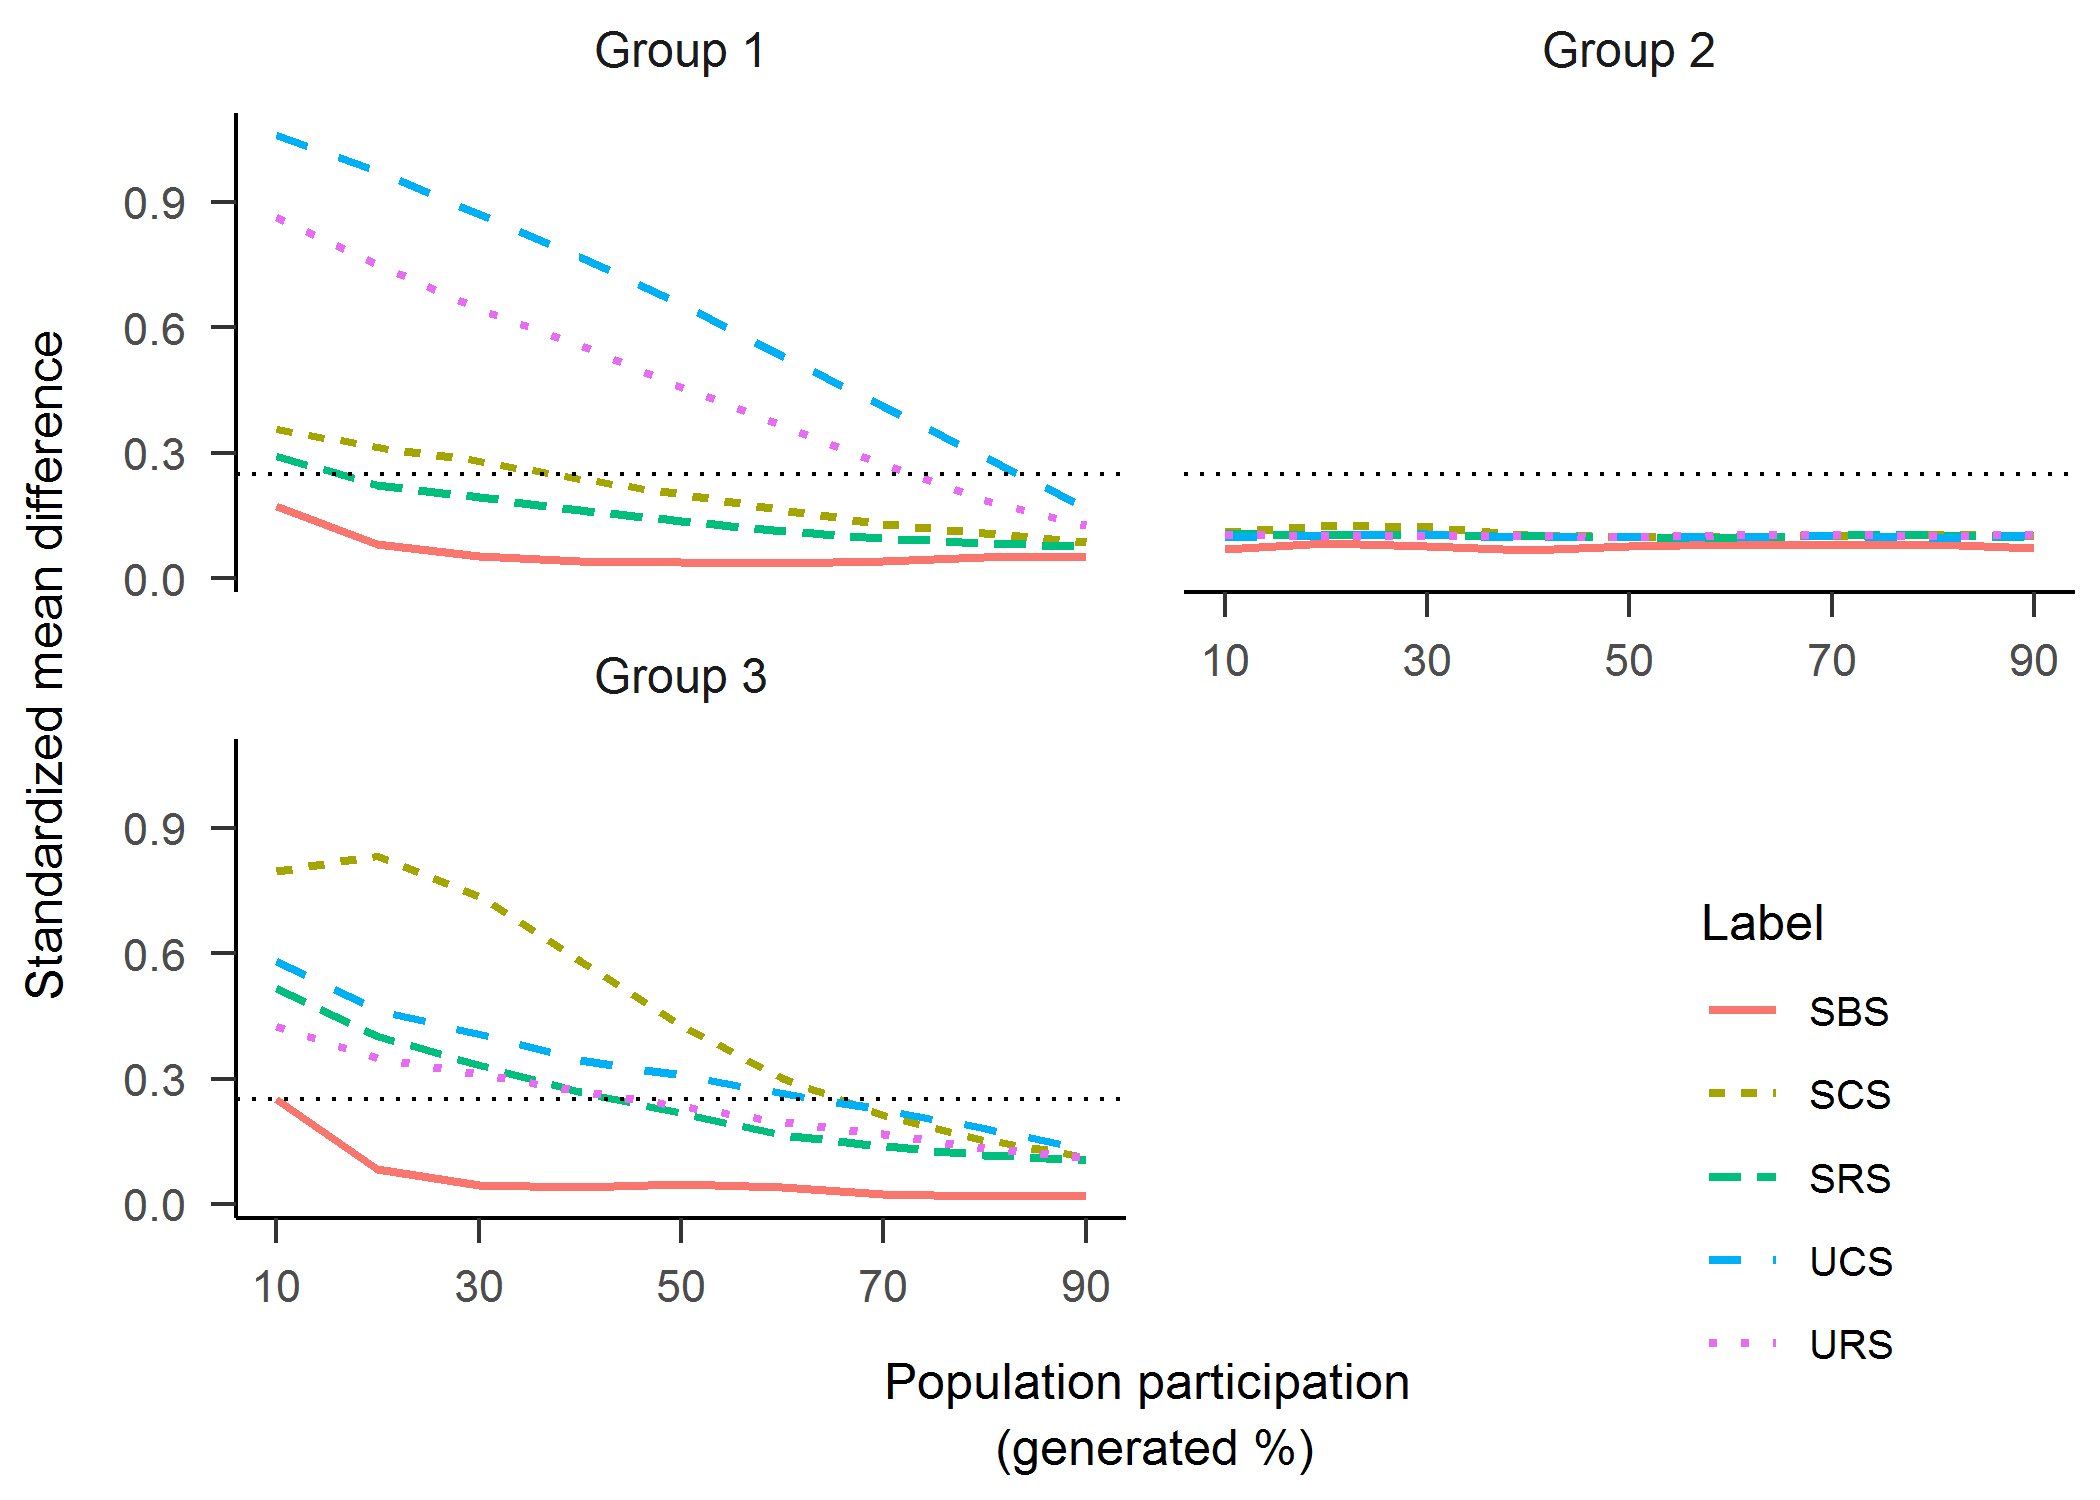 Group 1
Group 2
0.9
0.6
0.3
0.0
10 30 50 70 90
Standardized mean difference
Group 3
0.9
0.6
0.3
0.0
10 30 50 70 90
Label
SBS
SCS
SRS
UCS
URS
Population participation
(generated %)